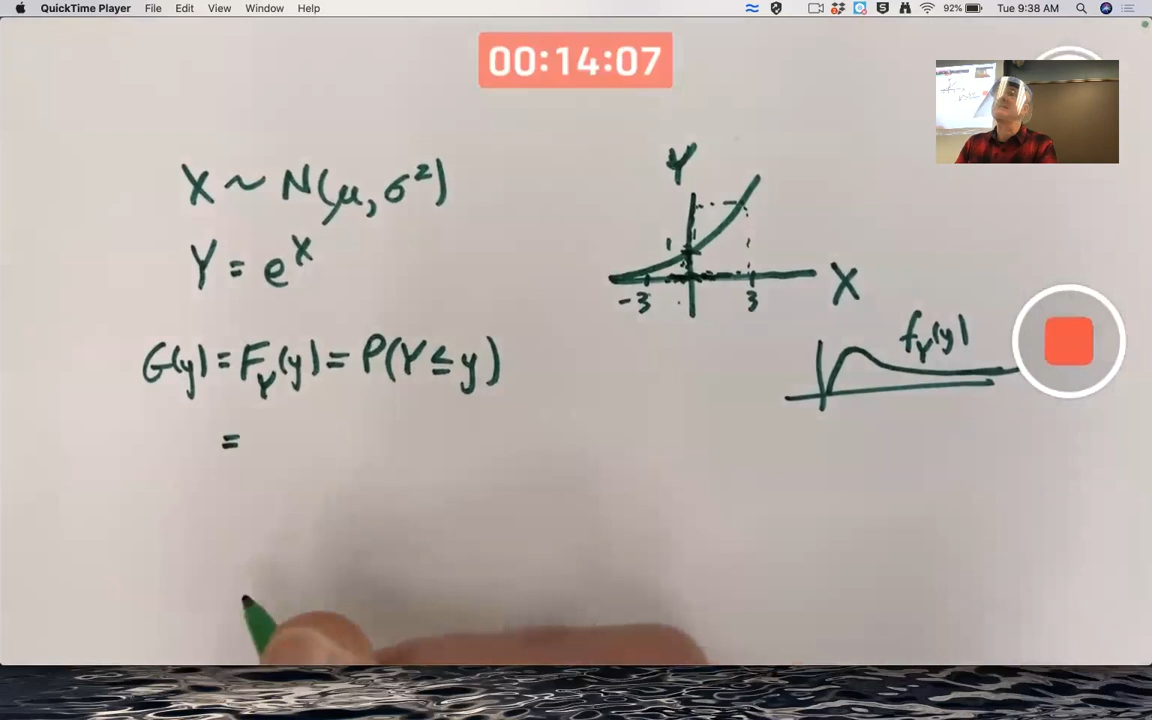 QuickTime Player File Edit View Window Help 92% Tue 9:38 AM
00:14:07
X ~ N(μ, σ²)
Y = e^X
G(y) = F_Y(y) = P(Y ≤ y)
=
Y
1
-3 3
X
f_Y(y)